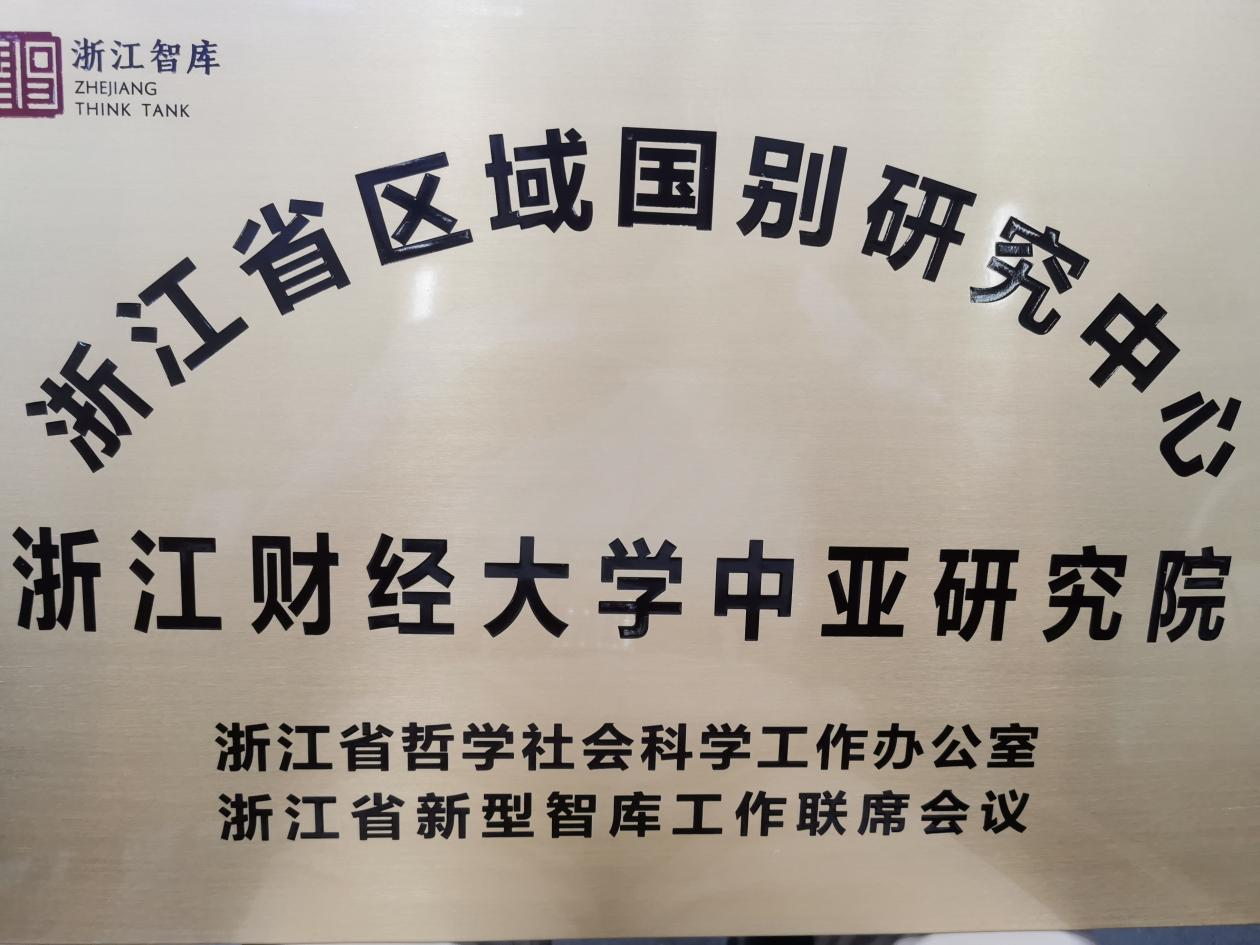 浙江智库
ZHEJIANG
THINK TANK
浙江省区域国别研究中心
浙江财经大学中亚研究院
浙江省哲学社会科学工作办公室
浙江省新型智库工作联席会议